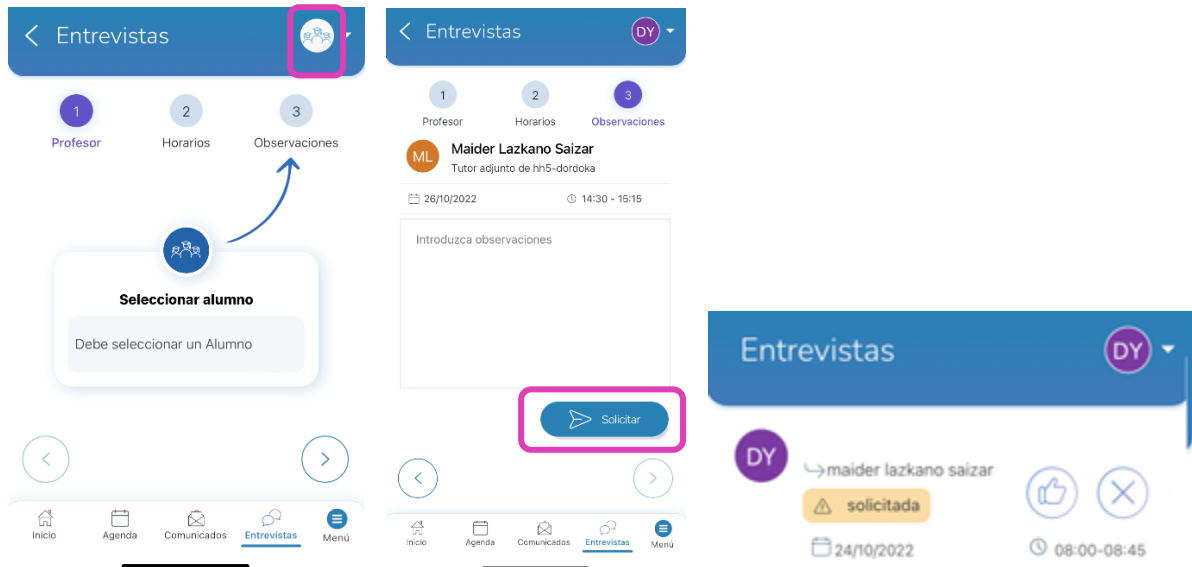 Entrevistas
1
2
3
Profesor
Horarios
Observaciones
Seleccionar alumno
Debe seleccionar un Alumno
Inicio
Agenda
Comunicados
Entrevistas
Menú
Entrevistas
DY
1
2
3
Profesor
Horarios
Observaciones
ML
Maider Lazkano Saizar
Tutor adjunto de hh5-dordoka
26/10/2022
14:30 - 15:15
Introduzca observaciones
Solicitar
Inicio
Agenda
Comunicados
Entrevistas
Menú
Entrevistas
DY
DY
maider lazkano saizar
solicitada
24/10/2022
08:00-08:45